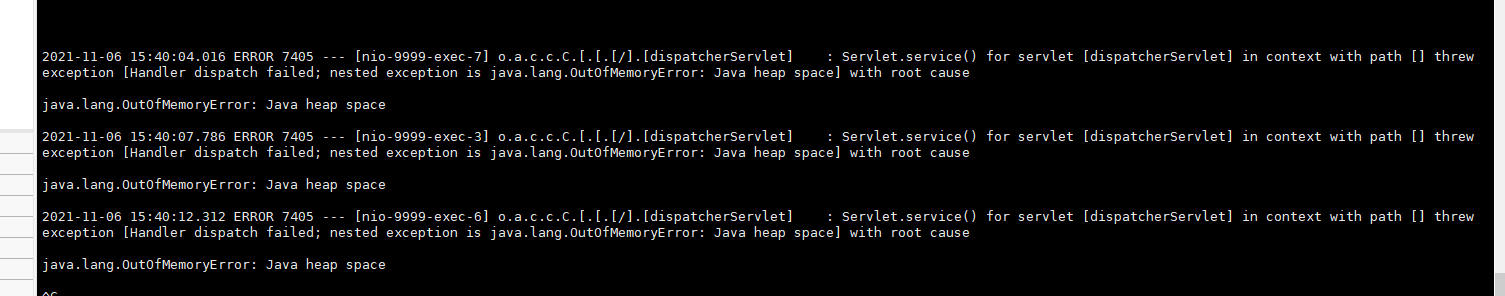 2021-11-06 15:40:04.016 ERROR 7405 --- [nio-9999-exec-7] o.a.c.c.C.[.[.[/].[dispatcherServlet]    : Servlet.service() for servlet [dispatcherServlet] in context with path [] threw
exception [Handler dispatch failed; nested exception is java.lang.OutOfMemoryError: Java heap space] with root cause
java.lang.OutOfMemoryError: Java heap space
2021-11-06 15:40:07.786 ERROR 7405 --- [nio-9999-exec-3] o.a.c.c.C.[.[.[/].[dispatcherServlet]    : Servlet.service() for servlet [dispatcherServlet] in context with path [] threw
exception [Handler dispatch failed; nested exception is java.lang.OutOfMemoryError: Java heap space] with root cause
java.lang.OutOfMemoryError: Java heap space
2021-11-06 15:40:12.312 ERROR 7405 --- [nio-9999-exec-6] o.a.c.c.C.[.[.[/].[dispatcherServlet]    : Servlet.service() for servlet [dispatcherServlet] in context with path [] threw
exception [Handler dispatch failed; nested exception is java.lang.OutOfMemoryError: Java heap space] with root cause
java.lang.OutOfMemoryError: Java heap space